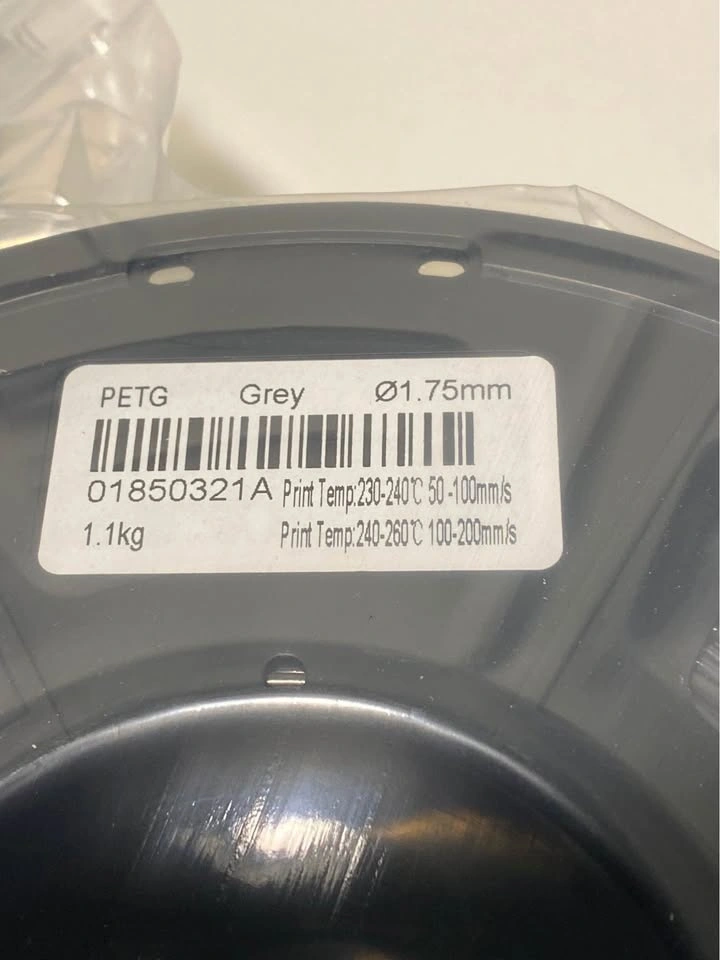 PETG Grey Ø1.75mm
01850321A Print Temp:230-240℃ 50-100mm/s
1.1kg Print Temp:240-260℃ 100-200mm/s